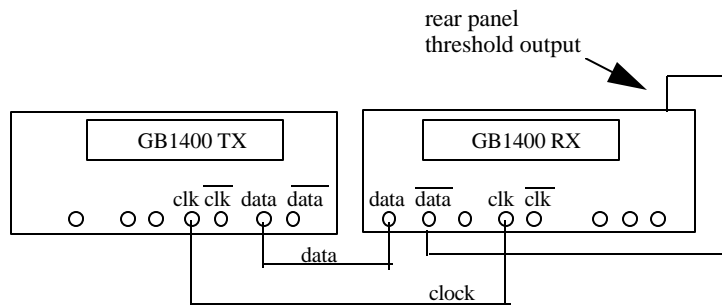 rear panel
threshold output
GB1400 TX
GB1400 RX
clk clk data data
data data clk clk
data
clock